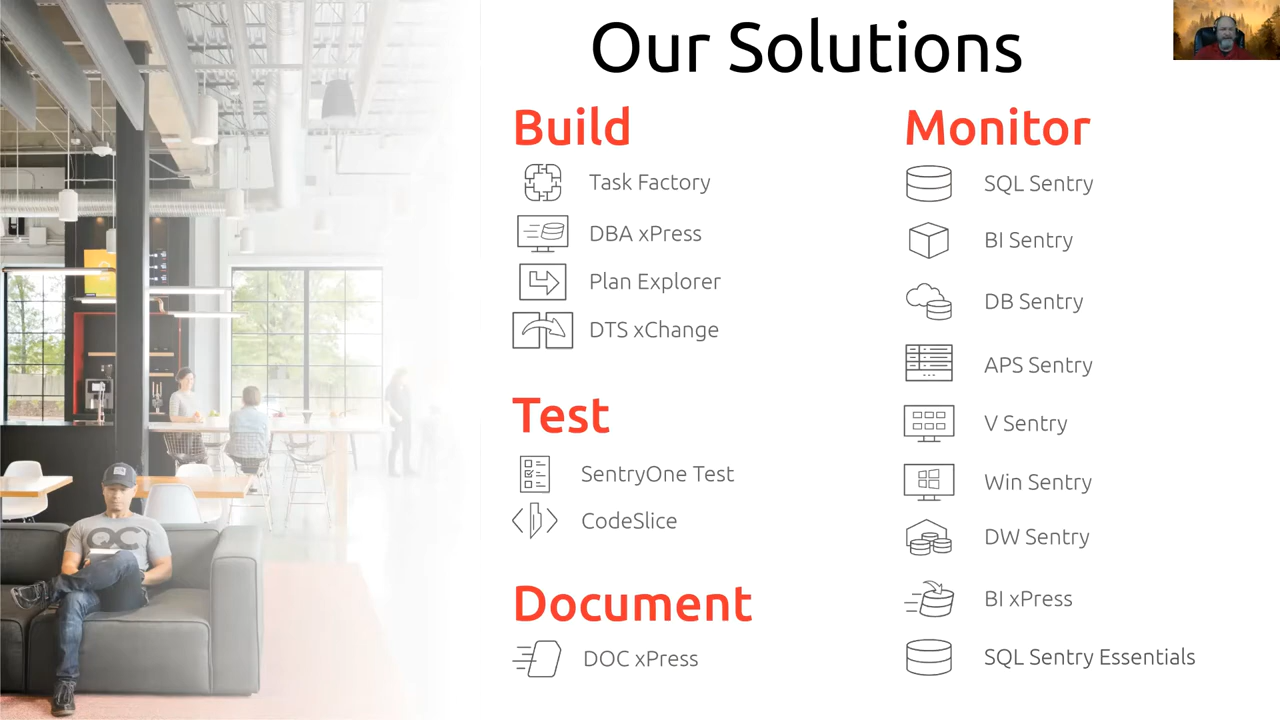 Our Solutions
Build
Task Factory
DBA xPress
Plan Explorer
DTS xChange
Test
SentryOne Test
CodeSlice
Document
DOC xPress
Monitor
SQL Sentry
BI Sentry
DB Sentry
APS Sentry
V Sentry
Win Sentry
DW Sentry
BI xPress
SQL Sentry Essentials
QC